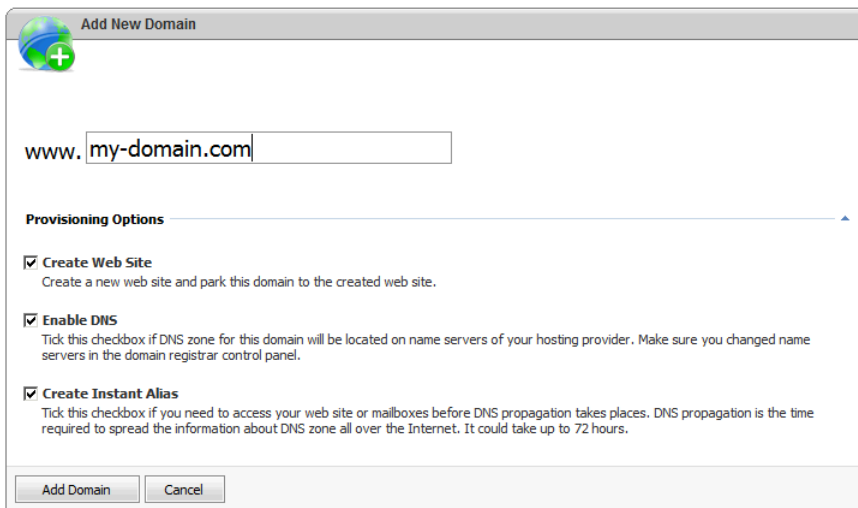 Add New Domain
www. my-domain.com
Provisioning Options
Create Web Site
Create a new web site and park this domain to the created web site.
Enable DNS
Tick this checkbox if DNS zone for this domain will be located on name servers of your hosting provider. Make sure you changed name
servers in the domain registrar control panel.
Create Instant Alias
Tick this checkbox if you need to access your web site or mailboxes before DNS propagation takes places. DNS propagation is the time
required to spread the information about DNS zone all over the Internet. It could take up to 72 hours.
Add Domain Cancel